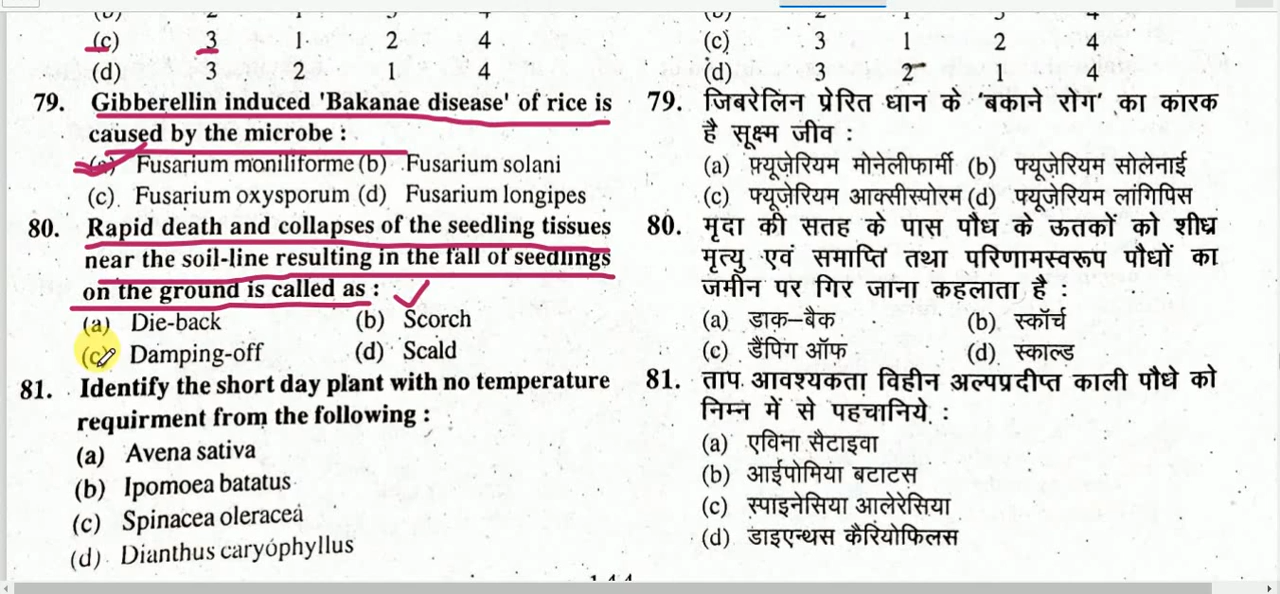 (c) 3 1 2 4
(d) 3 2 1 4
79. Gibberellin induced 'Bakanae disease' of rice is
caused by the microbe :
(a) Fusarium moniliforme (b) Fusarium solani
(c) Fusarium oxysporum (d) Fusarium longipes
80. Rapid death and collapses of the seedling tissues
near the soil-line resulting in the fall of seedlings
on the ground is called as :
(a) Die-back (b) Scorch
(c) Damping-off (d) Scald
81. Identify the short day plant with no temperature
requirment from the following :
(a) Avena sativa
(b) Ipomoea batatus
(c) Spinacea oleracea
(d) Dianthus caryophyllus
(c) 3 1 2 4
(d) 3 2 1 4
79. जिबरेलिन प्रेरित धान के 'बकाने रोग' का कारक
है सूक्ष्म जीव :
(a) फ्यूज़ेरियम मोनेलीफार्मी (b) फ्यूज़ेरियम सोलेनाई
(c) फ्यूज़ेरियम आक्सीस्पोरम (d) फ्यूज़ेरियम लांगिपिस
80. मृदा की सतह के पास पौध के ऊतकों को शीघ्र
मृत्यु एवं समाप्ति तथा परिणामस्वरूप पौधों का
जमीन पर गिर जाना कहलाता है :
(a) डाक–बैक (b) स्कॉर्च
(c) डैंपिग ऑफ (d) स्काल्ड
81. ताप आवश्यकता विहीन अल्पप्रदीप्त काली पौधे को
निम्न में से पहचानिये :
(a) एविना सैटाइवा
(b) आईपोमिया बटाटस
(c) स्पाइनेसिया आलेरेसिया
(d) डाइएन्थस कैरियोफिलस